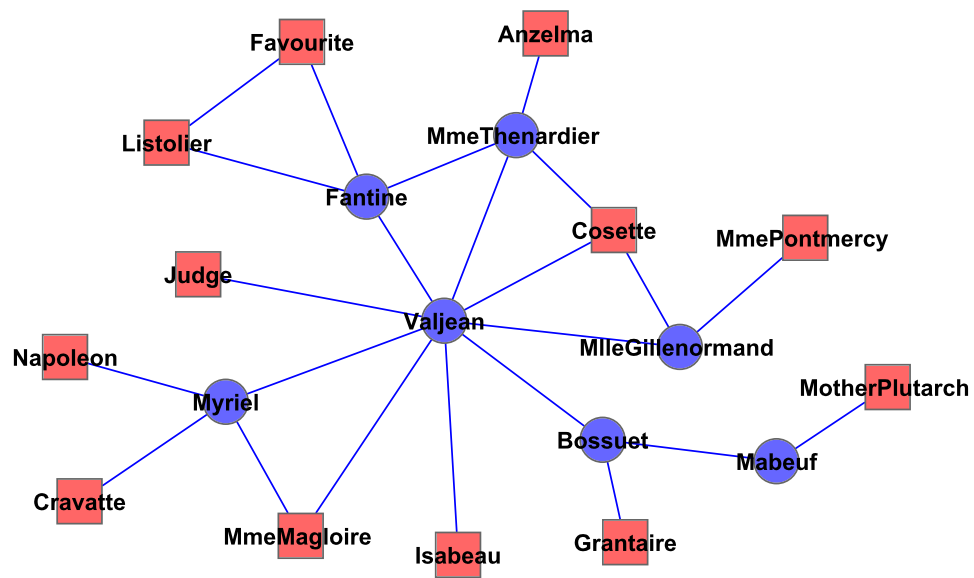 Anzelma
Favourite
MmeThenardier
Listolier
Fantine
Cosette
MmePontmercy
Judge
Valjean
MlleGillenormand
Napoleon
MotherPlutarch
Myriel
Bossuet
Mabeuf
Cravatte
MmeMagloire
Grantaire
Isabeau